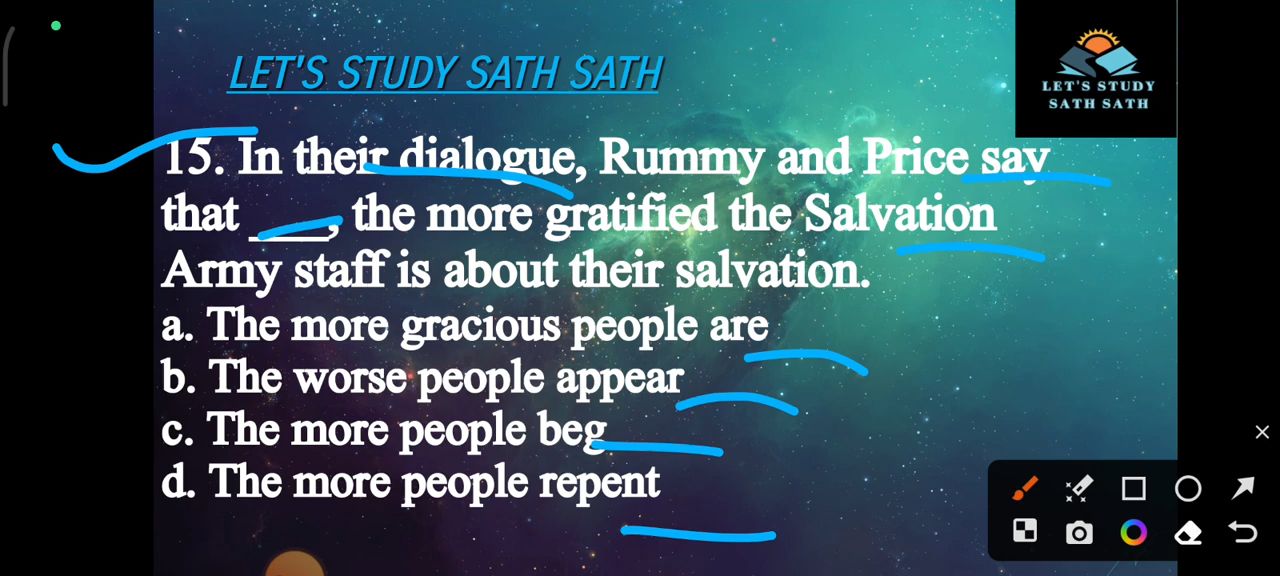 LET'S STUDY SATH SATH
LET'S STUDY
SATH SATH
15. In their dialogue, Rummy and Price say
that ____, the more gratified the Salvation
Army staff is about their salvation.
a. The more gracious people are
b. The worse people appear
c. The more people beg
d. The more people repent